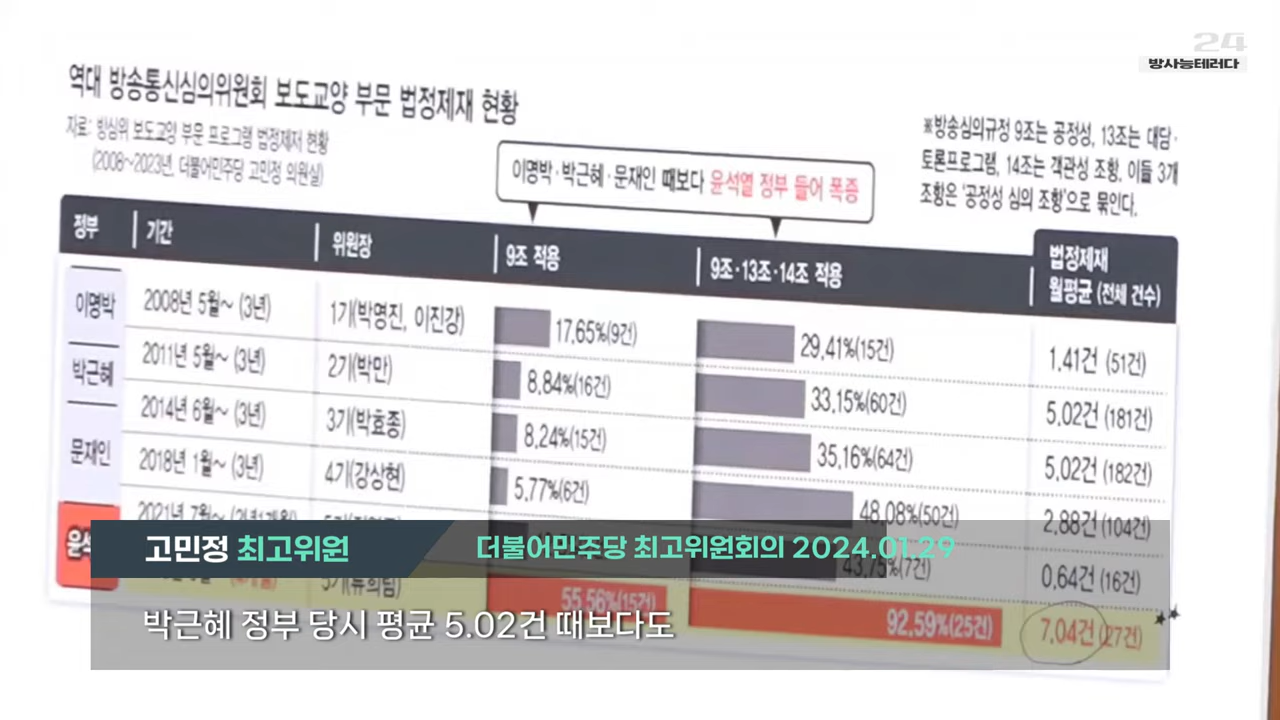 24
방사능테러다
역대 방송통신심의위원회 보도교양 부문 법정제재 현황
자료: 방심위 보도교양 부문 프로그램 법정제저 현황
(2008~2023년, 더불어민주당 고민정 의원실)
※방송심의규정 9조는 공정성, 13조는 대담·
토론프로그램, 14조는 객관성 조항, 이들 3개
조항은 '공정성 심의 조항'으로 묶인다.
이명박·박근혜·문재인 때보다 윤석열 정부 들어 폭증
정부 기간 위원장 9조 적용 9조·13조·14조 적용 법정제재
월평균 (전체 건수)
이명박 2008년 5월~ (3년) 1기(박명진, 이진강) 17.65%(9건) 29.41%(15건) 1.41건 (51건)
박근혜 2011년 5월~ (3년) 2기(박만) 8.84%(16건) 33.15%(60건) 5.02건 (181건)
2014년 6월~ (3년) 3기(박효종) 8.24%(15건) 35.16%(64건) 5.02건 (182건)
문재인 2018년 1월~ (3년) 4기(강상현) 5.77%(6건) 48.08%(50건) 2.88건 (104건)
2021년 7월~ 43.75%(7건) 0.64건 (16건)
5기(류희림) 55.56%(15건) 92.59%(25건) 7.04건 (27건)
고민정 최고위원 더불어민주당 최고위원회의 2024.01.29
박근혜 정부 당시 평균 5.02건 때보다도